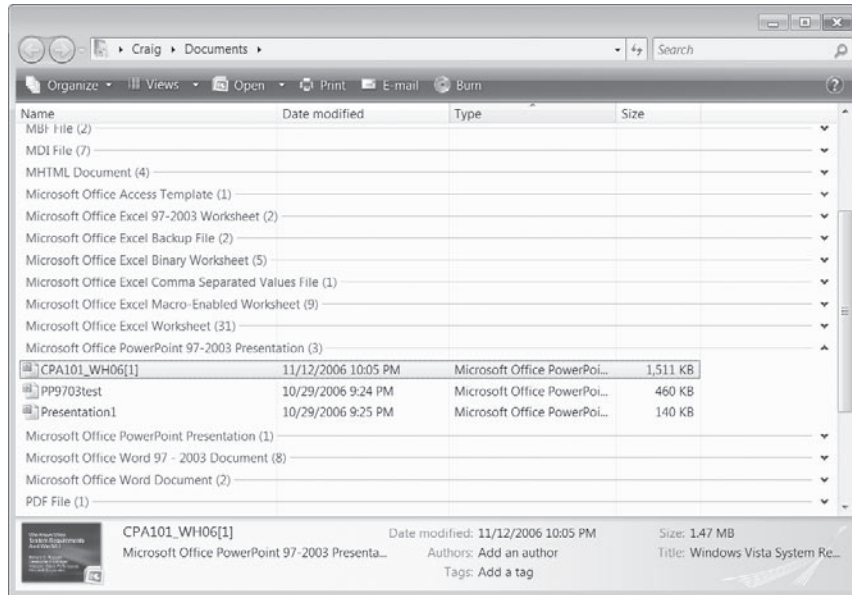 Craig Documents
Search
Organize Views Open Print E-mail Burn
Name Date modified Type Size
MBF File (2)
MDI File (7)
MHTML Document (4)
Microsoft Office Access Template (1)
Microsoft Office Excel 97-2003 Worksheet (2)
Microsoft Office Excel Backup File (2)
Microsoft Office Excel Binary Worksheet (5)
Microsoft Office Excel Comma Separated Values File (1)
Microsoft Office Excel Macro-Enabled Worksheet (9)
Microsoft Office Excel Worksheet (31)
Microsoft Office PowerPoint 97-2003 Presentation (3)
CPA101_WH06[1] 11/12/2006 10:05 PM Microsoft Office PowerPoi... 1,511 KB
PP9703test 10/29/2006 9:24 PM Microsoft Office PowerPoi... 460 KB
Presentation1 10/29/2006 9:25 PM Microsoft Office PowerPoi... 140 KB
Microsoft Office PowerPoint Presentation (1)
Microsoft Office Word 97 - 2003 Document (8)
Microsoft Office Word Document (2)
PDF File (1)
CPA101_WH06[1] Date modified: 11/12/2006 10:05 PM Size: 1.47 MB
Microsoft Office PowerPoint 97-2003 Presenta... Authors: Add an author Title: Windows Vista System Re...
Tags: Add a tag